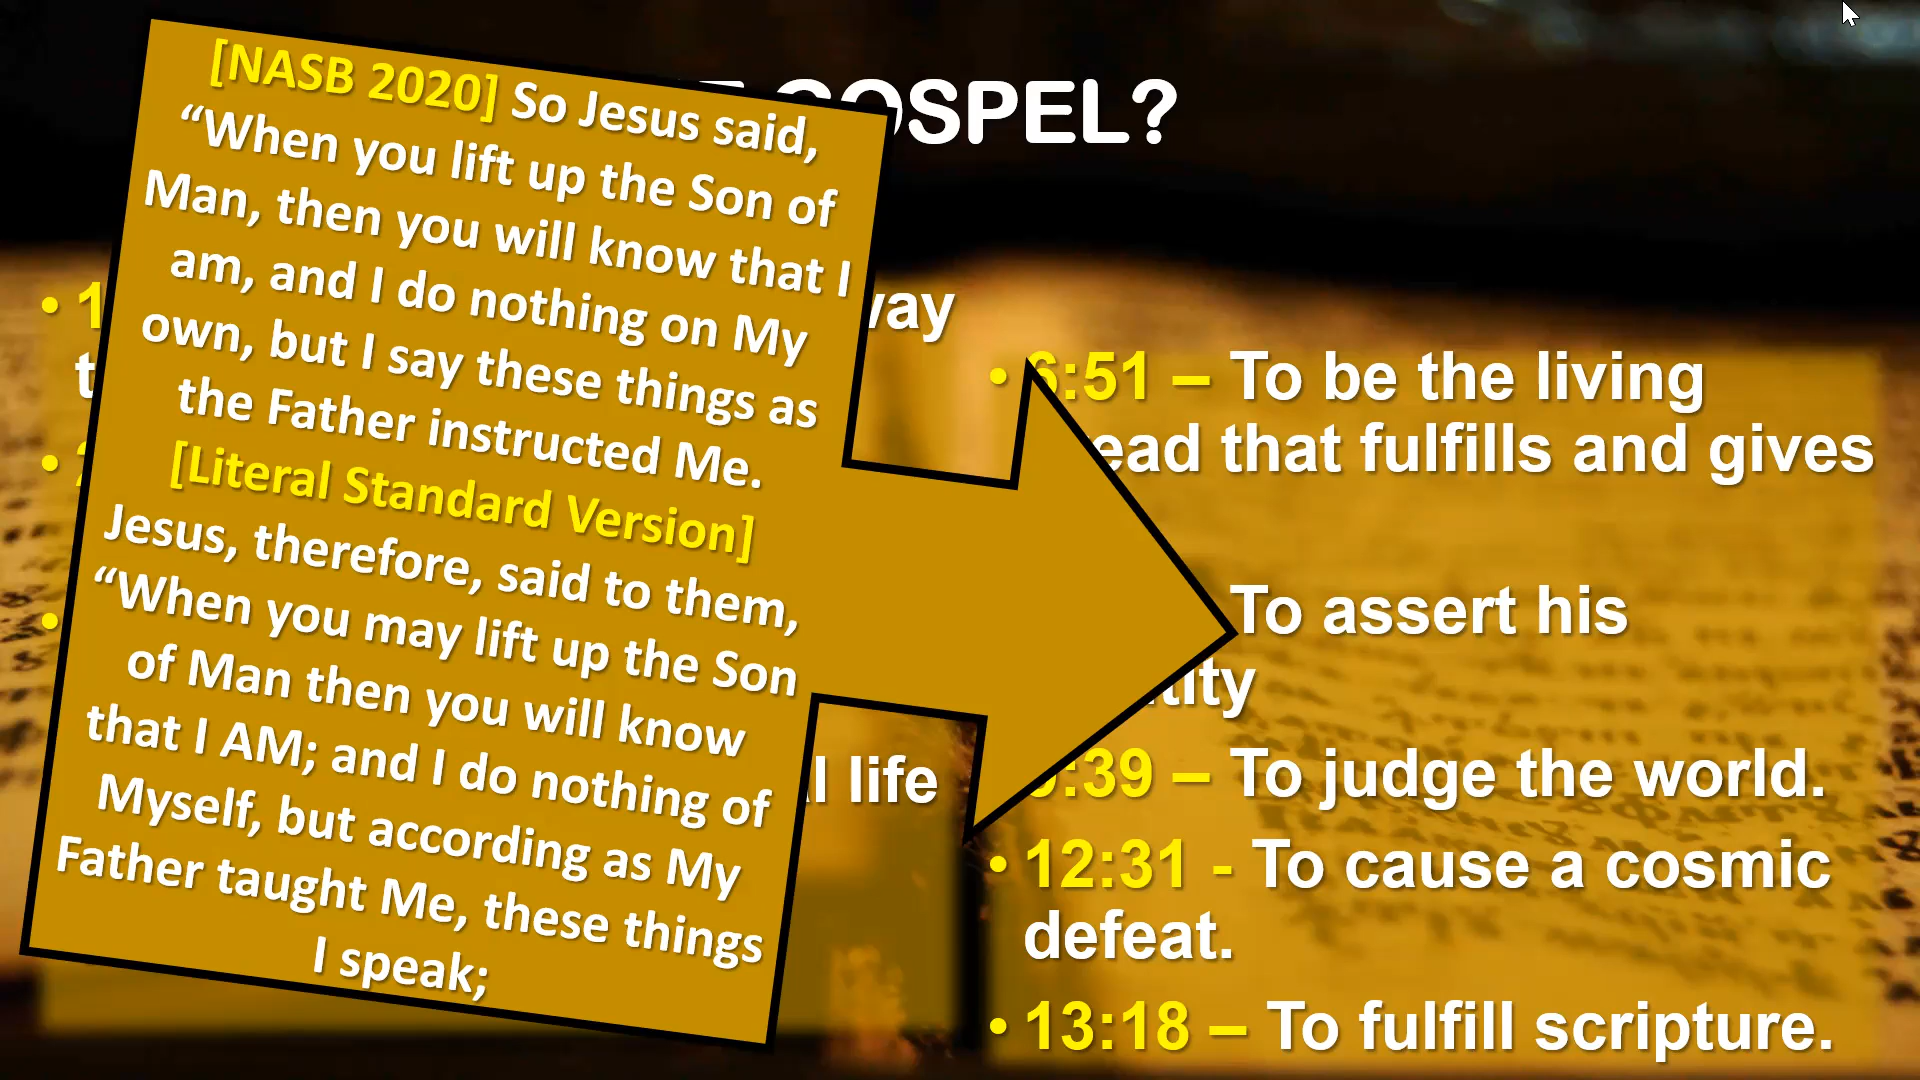 GOSPEL?
[NASB 2020] So Jesus said,
“When you lift up the Son of
Man, then you will know that I
am, and I do nothing on My
own, but I say these things as
the Father instructed Me.
[Literal Standard Version]
Jesus, therefore, said to them,
“When you may lift up the Son
of Man then you will know
that I AM; and I do nothing of
Myself, but according as My
Father taught Me, these things
I speak;
life
• 6:51 – To be the living
ead that fulfills and gives
To assert his
tity
9:39 – To judge the world.
• 12:31 - To cause a cosmic
defeat.
• 13:18 – To fulfill scripture.